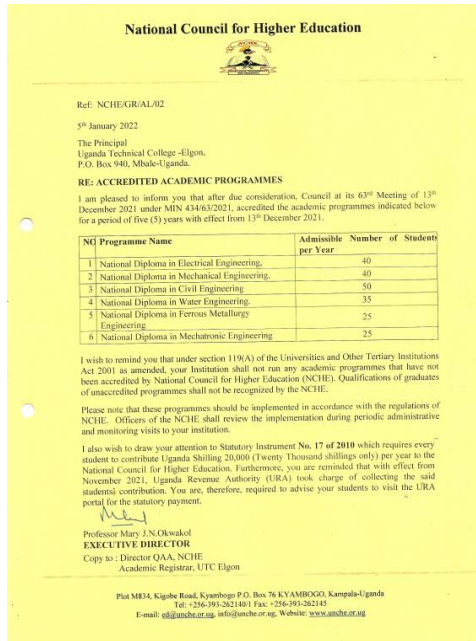 National Council for Higher Education
NCHE
Ref: NCHE/GR/AL/02
5th January 2022
The Principal
Uganda Technical College -Elgon,
P.O. Box 940, Mbale-Uganda.
RE: ACCREDITED ACADEMIC PROGRAMMES
I am pleased to inform you that after due consideration, Council at its 63rd Meeting of 13th
December 2021 under MIN 434/63/2021, accredited the academic programmes indicated below
for a period of five (5) years with effect from 13th December 2021.
NO Programme Name Admissible Number of Students
per Year
1 National Diploma in Electrical Engineering, 40
2 National Diploma in Mechanical Engineering, 40
3 National Diploma in Civil Engineering 50
4 National Diploma in Water Engineering. 35
5 National Diploma in Ferrous Metallurgy
Engineering 25
6 National Diploma in Mechatronic Engineering 25
I wish to remind you that under section 119(A) of the Universities and Other Tertiary Institutions
Act 2001 as amended, your Institution shall not run any academic programmes that have not
been accredited by National Council for Higher Education (NCHE). Qualifications of graduates
of unaccredited programmes shall not be recognized by the NCHE.
Please note that these programmes should be implemented in accordance with the regulations of
NCHE. Officers of the NCHE shall review the implementation during periodic administrative
and monitoring visits to your institution.
I also wish to draw your attention to Statutory Instrument No. 17 of 2010 which requires every
student to contribute Uganda Shilling 20,000 (Twenty Thousand shillings only) per year to the
National Council for Higher Education. Furthermore, you are reminded that with effect from
November 2021, Uganda Revenue Authority (URA) took charge of collecting the said
students contribution. You are, therefore, required to advise your students to visit the URA
portal for the statutory payment.
Professor Mary J.N.Okwakol
EXECUTIVE DIRECTOR
Copy to : Director QAA, NCHE
Academic Registrar, UTC Elgon
Plot M834, Kigobe Road, Kyambogo P.O. Box 76 KYAMBOGO, Kampala-Uganda
Tel: +256-393-262140/1 Fax: +256-393-262145
E-mail: ed@unche.or.ug, info@unche.or.ug, Website: www.unche.or.ug